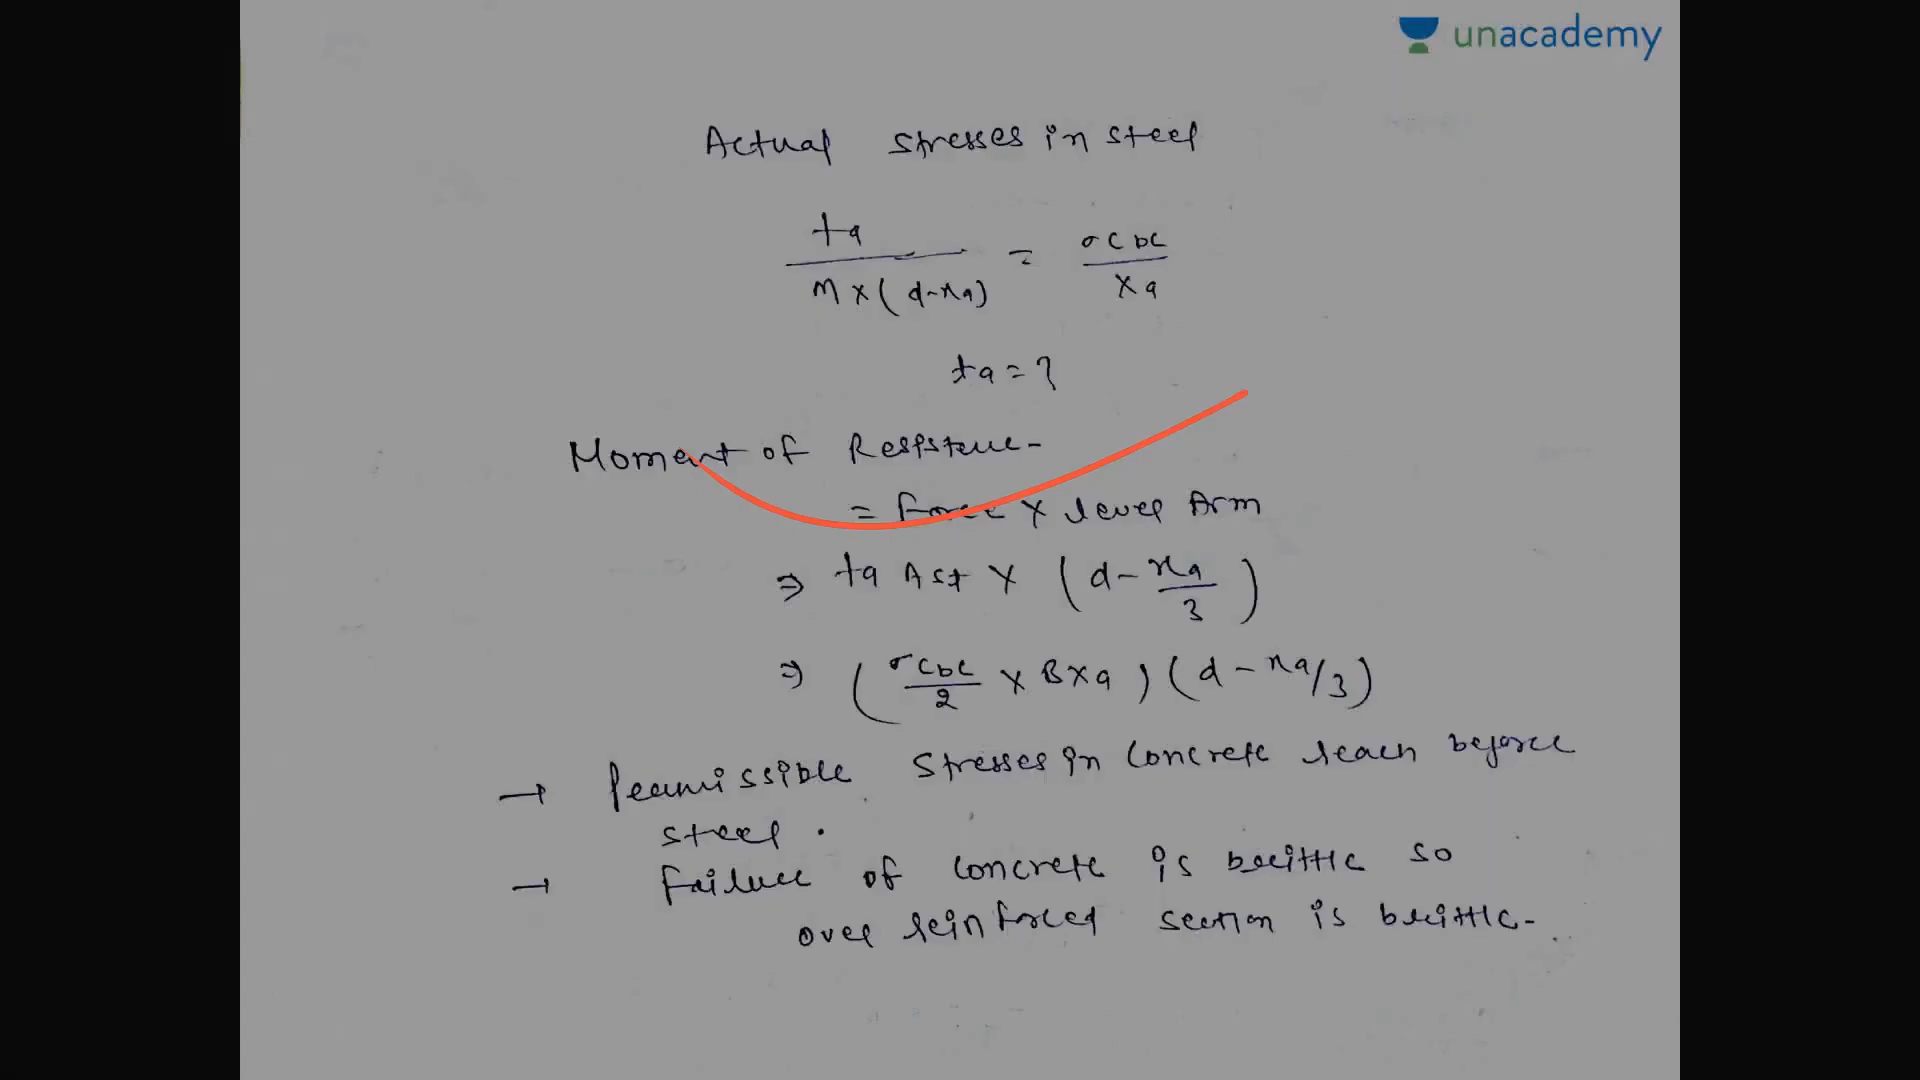 unacademy
Actual stresses in steel
ta / m x (d-xa) = σcbc / xa
ta = ?
Moment of Resistence -
= Force x lever Arm
⇒ ta Ast x (d - xa/3)
⇒ (σcbc/2 x Bxa) (d - xa/3)
→ Permissible stresses in concrete reach before
steel.
→ failure of concrete is brittle so
over reinforced section is brittle-